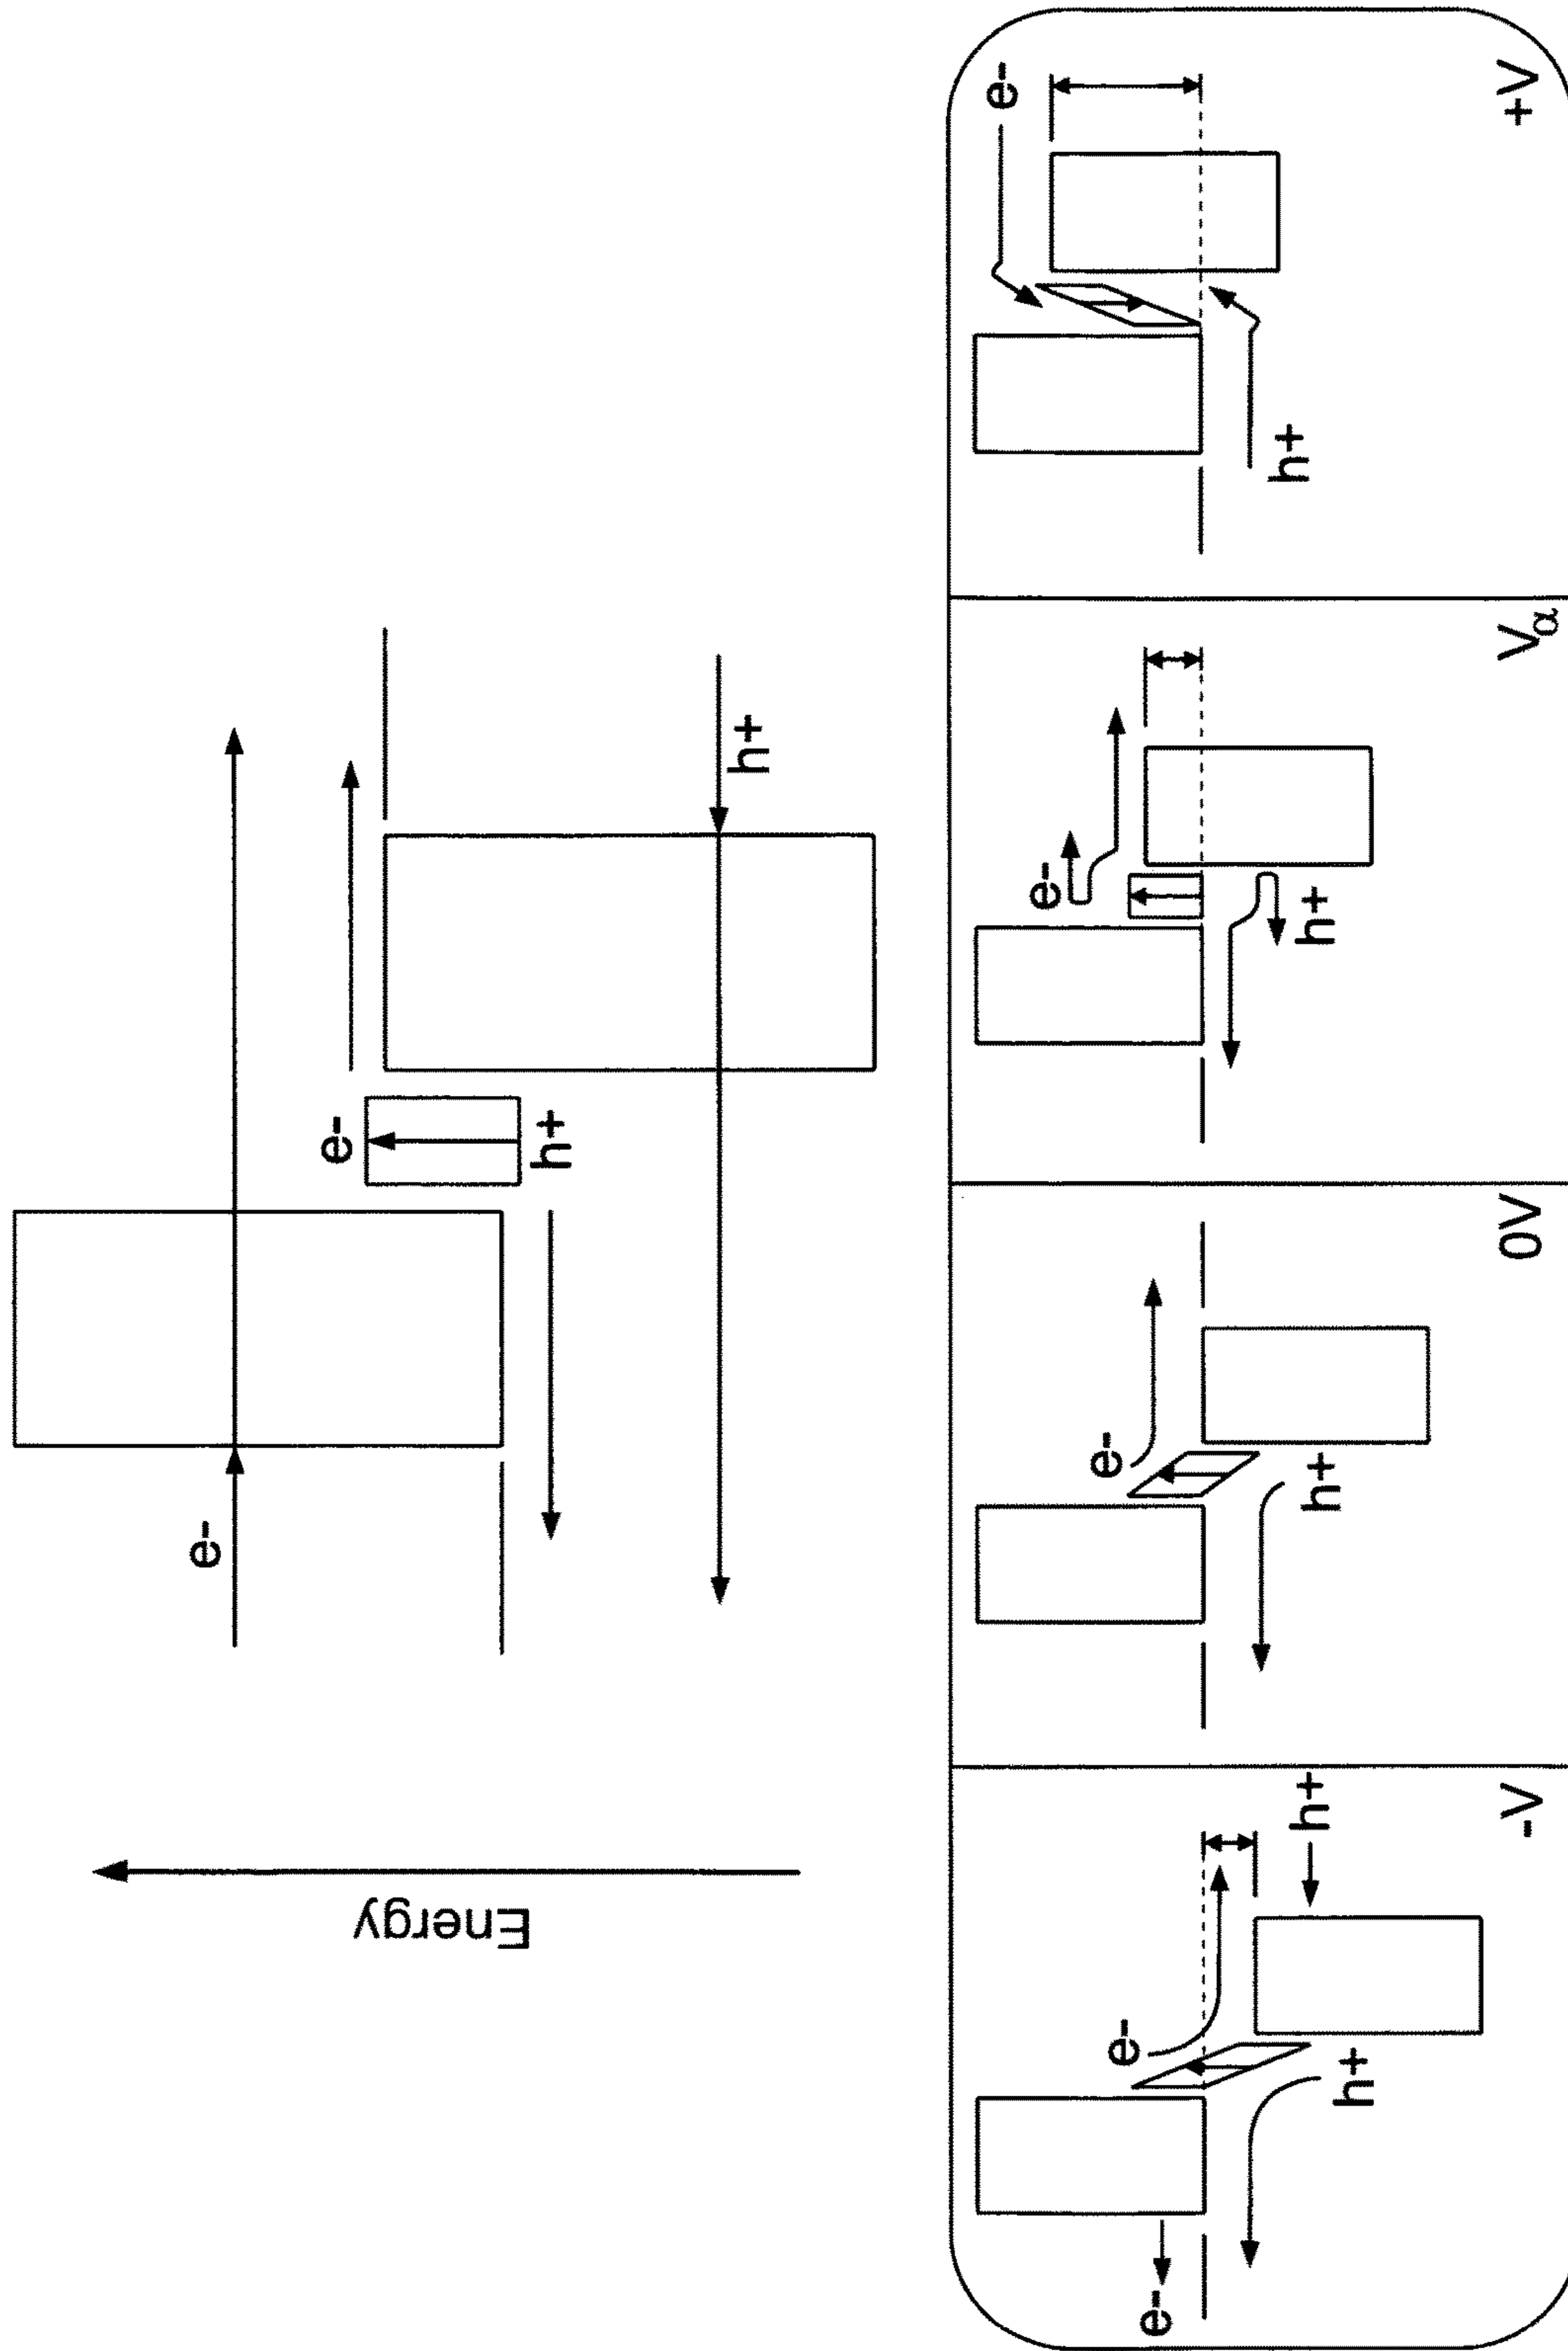 Energy
e-
e-
h+
h+
e-
e-
h+
h+
-V
e-
h+
0V
e-
h+
Vα
e-
h+
+V